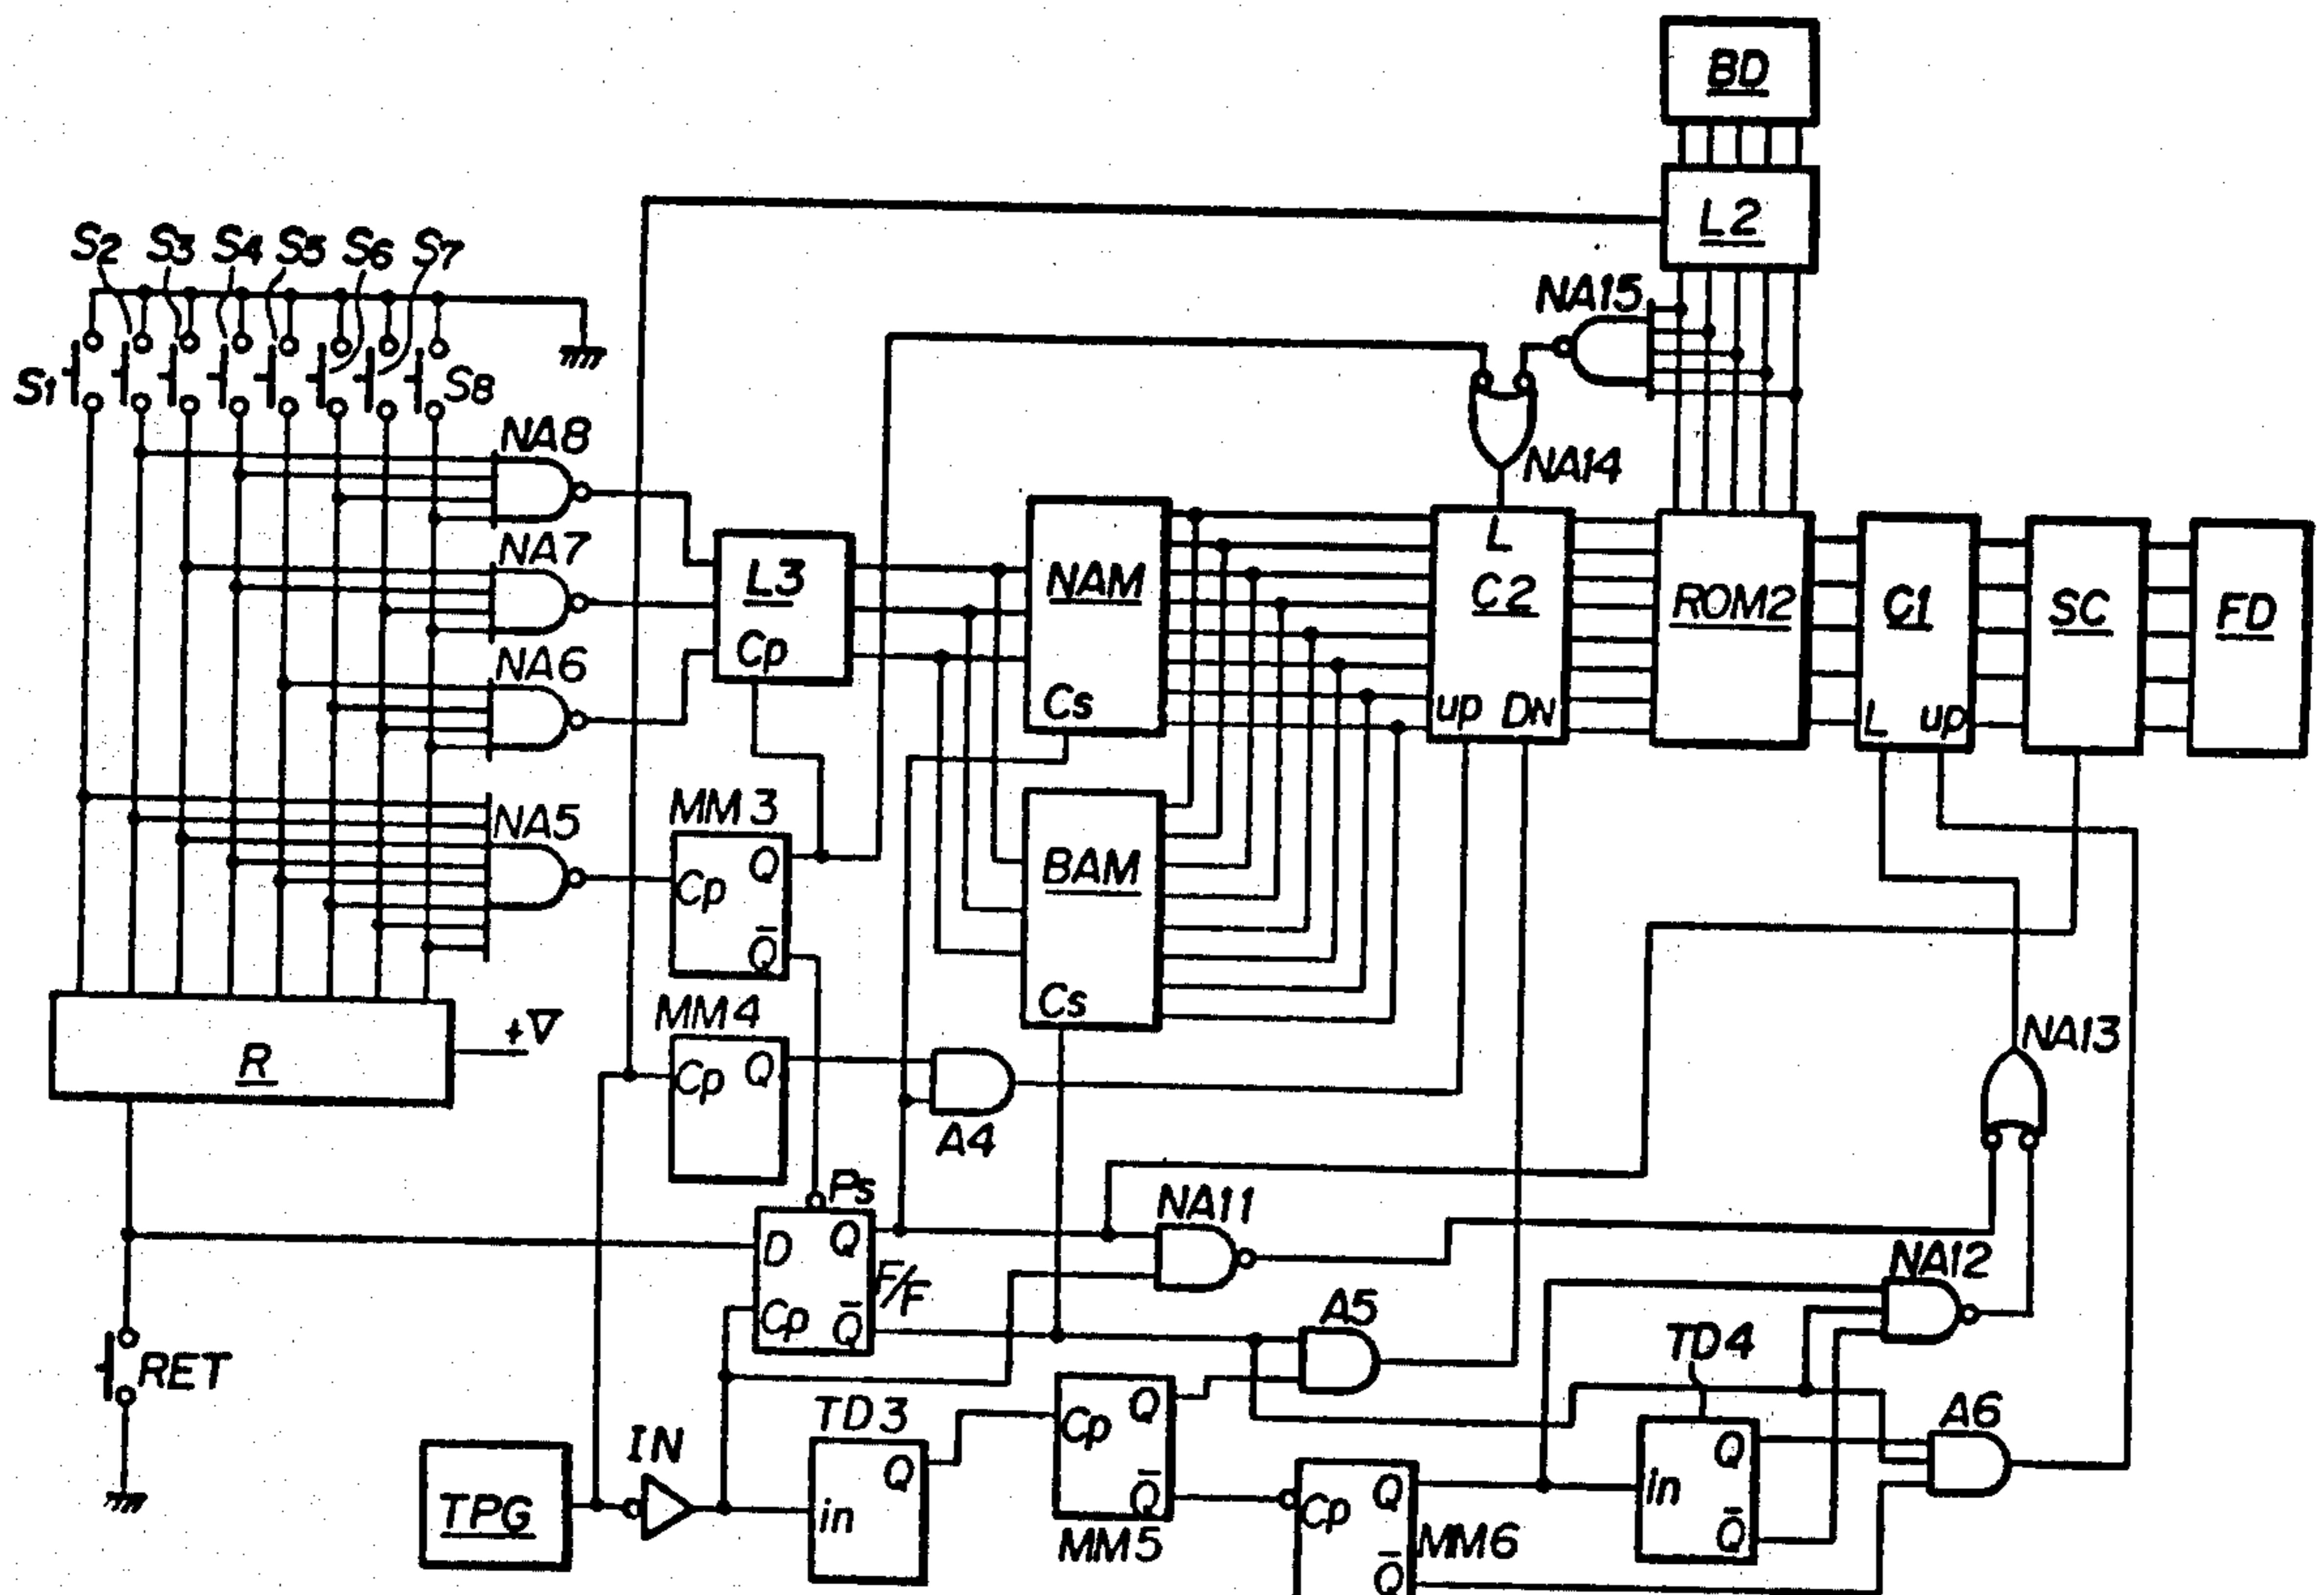 BD
L2
S2 S3 S4 S5 S6 S7
NA15
S1
S8
NA8
NA14
NA7
L3
Cp
NAM
Cs
L
C2
up DN
ROM2
C1
L up
SC
FD
NA6
NA5
MM3
Cp Q
Q̅
BAM
Cs
R
+V
MM4
Cp Q
A4
NA13
Ps
D Q
Cp Q̅
F/F
NA11
NA12
A5
TD4
RET
IN
TPG
TD3
Q
in
Cp Q
Q̅
MM5
Cp Q
Q̅
MM6
Q
in
Q̅
A6